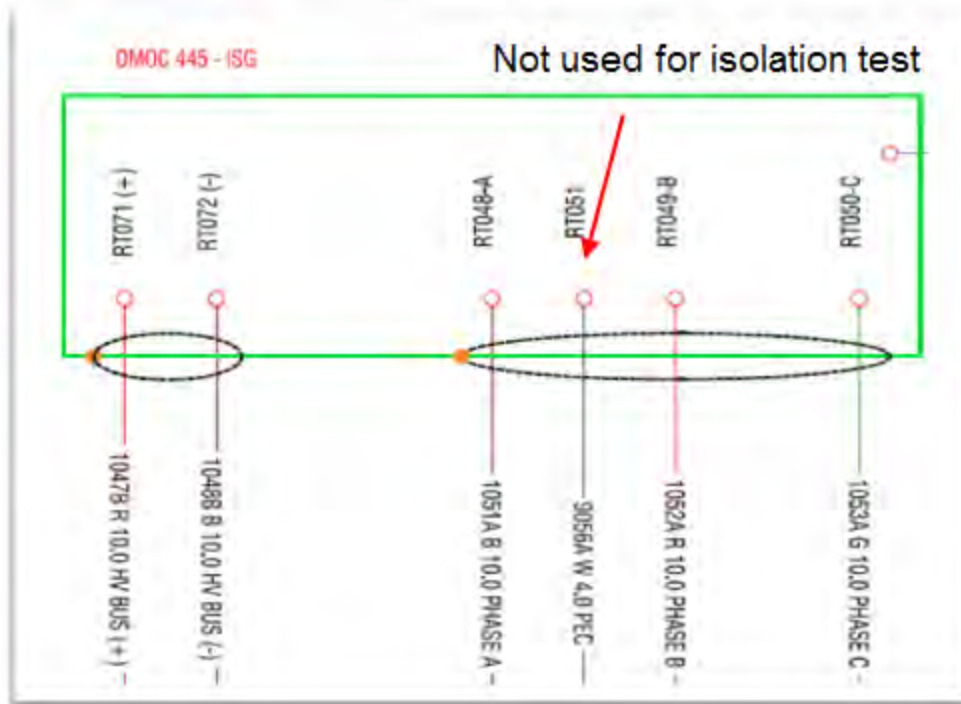 DMOC 445 - ISG
Not used for isolation test
RT071 (+)
RT072 (-)
RT048-A
RT051
RT049-B
RT050-C
1047B R 10.0 HV BUS (+) -
1048B B 10.0 HV BUS (-) -
1051A B 10.0 PHASE A -
9056A W 4.0 PEC
1052A R 10.0 PHASE B -
1053A G 10.0 PHASE C -